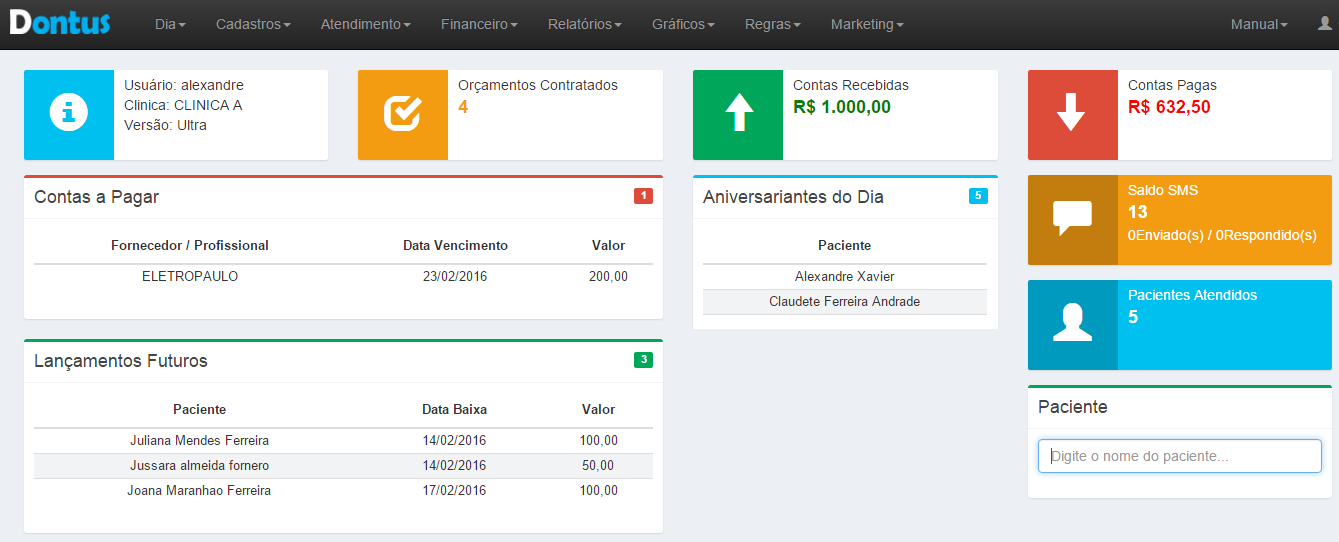 Dontus
Dia Cadastros Atendimento Financeiro Relatórios Gráficos Regras Marketing Manual
Usuário: alexandre
Clinica: CLINICA A
Versão: Ultra
Orçamentos Contratados
4
Contas Recebidas
R$ 1.000,00
Contas Pagas
R$ 632,50
Contas a Pagar 1
Fornecedor / Profissional Data Vencimento Valor
ELETROPAULO 23/02/2016 200,00
Aniversariantes do Dia 5
Paciente
Alexandre Xavier
Claudete Ferreira Andrade
Saldo SMS
13
0Enviado(s) / 0Respondido(s)
Pacientes Atendidos
5
Lançamentos Futuros 3
Paciente Data Baixa Valor
Juliana Mendes Ferreira 14/02/2016 100,00
Jussara almeida fornero 14/02/2016 50,00
Joana Maranhao Ferreira 17/02/2016 100,00
Paciente
Digite o nome do paciente...